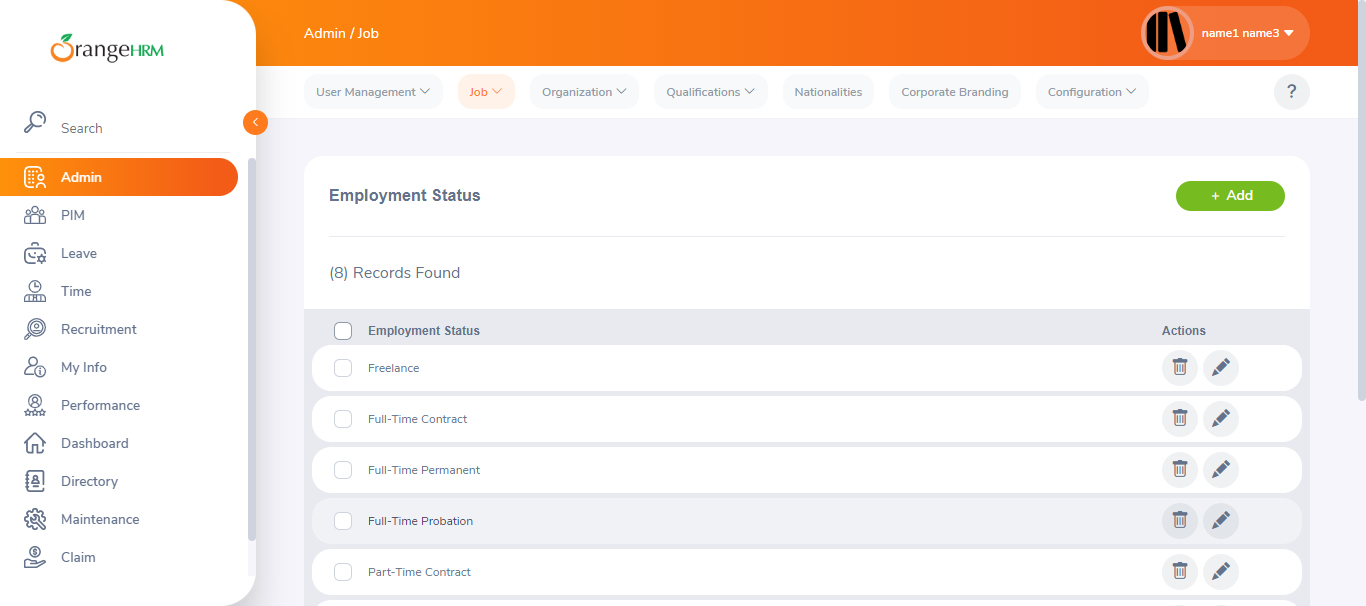 OrangeHRM
Admin / Job
name1 name3
User Management
Job
Organization
Qualifications
Nationalities
Corporate Branding
Configuration
?
Search
Admin
PIM
Leave
Time
Recruitment
My Info
Performance
Dashboard
Directory
Maintenance
Claim
Employment Status
+ Add
(8) Records Found
Employment Status Actions
Freelance
Full-Time Contract
Full-Time Permanent
Full-Time Probation
Part-Time Contract